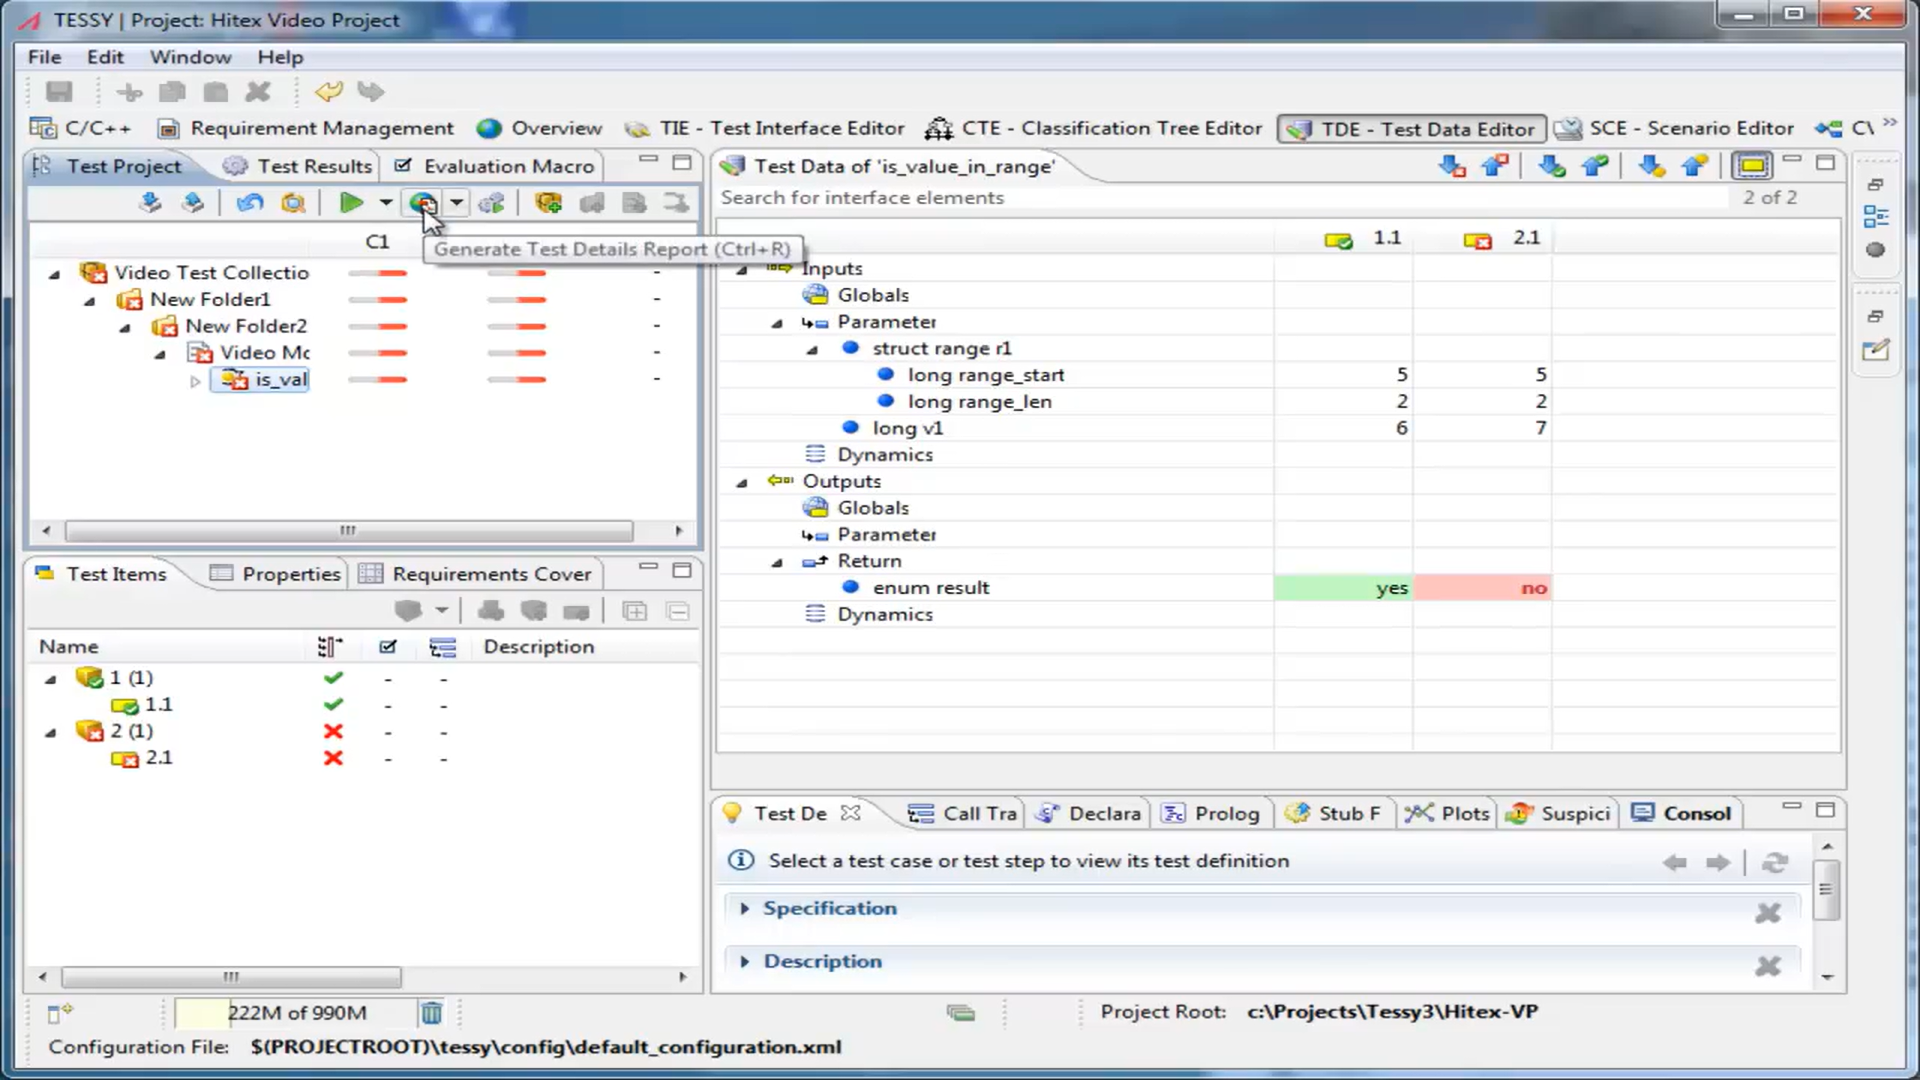 TESSY | Project: Hitex Video Project
File Edit Window Help
C/C++ Requirement Management Overview TIE - Test Interface Editor CTE - Classification Tree Editor TDE - Test Data Editor SCE - Scenario Editor CV »
Test Project Test Results Evaluation Macro
C1
Generate Test Details Report (Ctrl+R)
Video Test Collectio -
New Folder1 -
New Folder2 -
Video Mc -
is_val -
Test Items Properties Requirements Cover
Name Description
1 (1) - -
1.1 - -
2 (1) - -
2.1 - -
Test Data of 'is_value_in_range'
Search for interface elements 2 of 2
1.1 2.1
Inputs
Globals
Parameter
struct range r1
long range_start 5 5
long range_len 2 2
long v1 6 7
Dynamics
Outputs
Globals
Parameter
Return
enum result yes no
Dynamics
Test De Call Tra Declara Prolog Stub F Plots Suspici Consol
Select a test case or test step to view its test definition
Specification
Description
222M of 990M Project Root: c:\Projects\Tessy3\Hitex-VP
Configuration File: $(PROJECTROOT)\tessy\config\default_configuration.xml